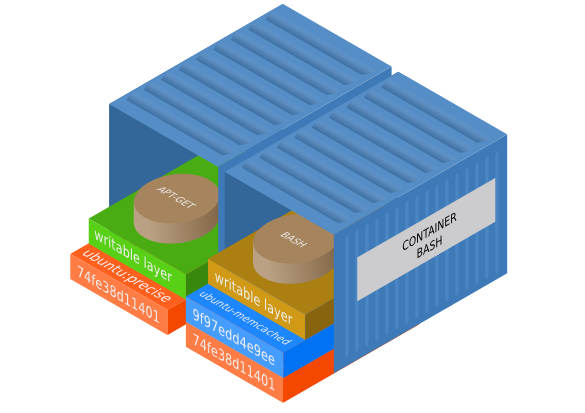 APT-GET
writable layer
ubuntu:precise
74fe38d11401
BASH
writable layer
ubuntu-memcached
9f97edd4e9ee
74fe38d11401
CONTAINER
BASH